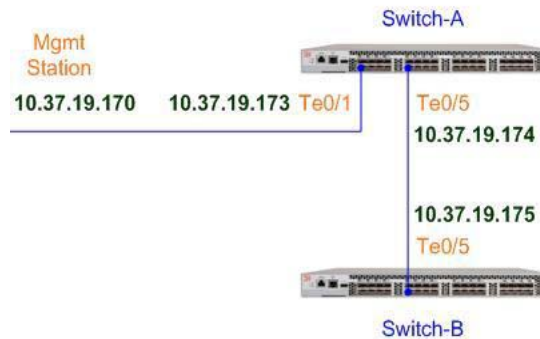 Switch-A
Mgmt
Station
10.37.19.170 10.37.19.173 Te0/1
Te0/5
10.37.19.174
10.37.19.175
Te0/5
Switch-B